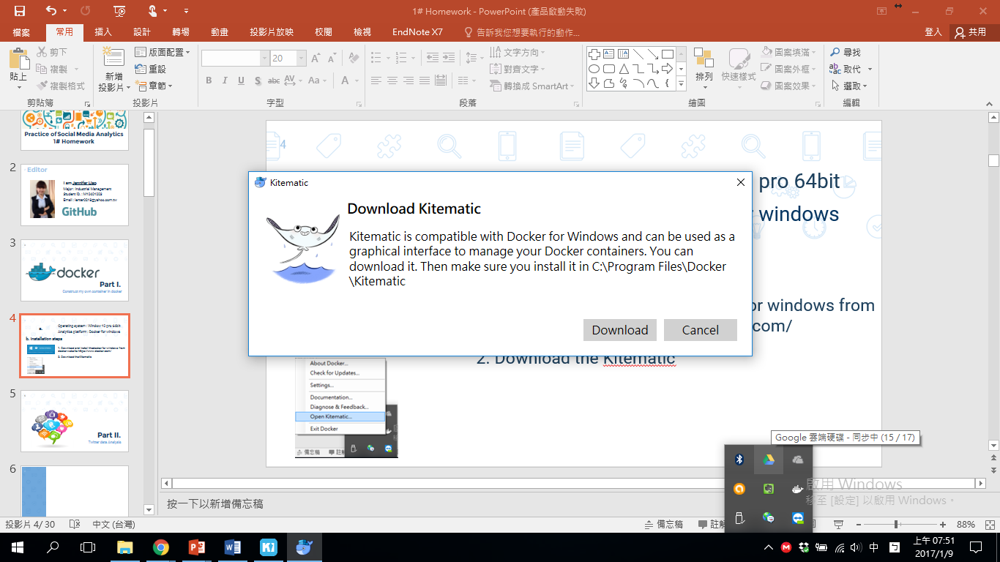 1# Homework - PowerPoint (產品啟動失敗)
檔案 常用 插入 設計 轉場 動畫 投影片放映 校閱 檢視 EndNote X7 告訴我您想要執行的動作... 登入 共用
貼上
剪下
複製
複製格式
剪貼簿
新增
投影片
版面配置
重設
章節
投影片
20
B I U S abc AV Aa A
字型
文字方向
對齊文字
轉換成 SmartArt
段落
排列
快速樣式
圖案填滿
圖案外框
圖案效果
繪圖
尋找
取代
選取
編輯
Practice of Social Media Analytics
1# Homework
2
Editor
I am Jennifer Liao
Major : Industrial Management
GitHub
3
docker
Part I.
Construct my own container in docker
4
a.
Operating system : Window 10 pro 64bit
Analytics platform : Docker for windows
b. Installation steps
1. Download and install the docker for windows from
docker website https://www.docker.com/
2. Download the Kitematic
5
Part II.
Twitter data Analysis
6
4
pro 64bit
windows
or windows from
com/
2. Download the Kitematic
Kitematic
Download Kitematic
Kitematic is compatible with Docker for Windows and can be used as a
graphical interface to manage your Docker containers. You can
download it. Then make sure you install it in C:\Program Files\Docker
\Kitematic
Download Cancel
About Docker...
Check for Updates...
Settings...
Documentation...
Diagnose & Feedback...
Open Kitematic...
Exit Docker
備忘稿 註解
Google 雲端硬碟 - 同步中 (15 / 17)
啟用 Windows
移至 [設定] 以啟用 Windows。
按一下以新增備忘稿
投影片 4/ 30 中文 (台灣) 備忘稿 註解 88%
中
上午 07:51
2017/1/9